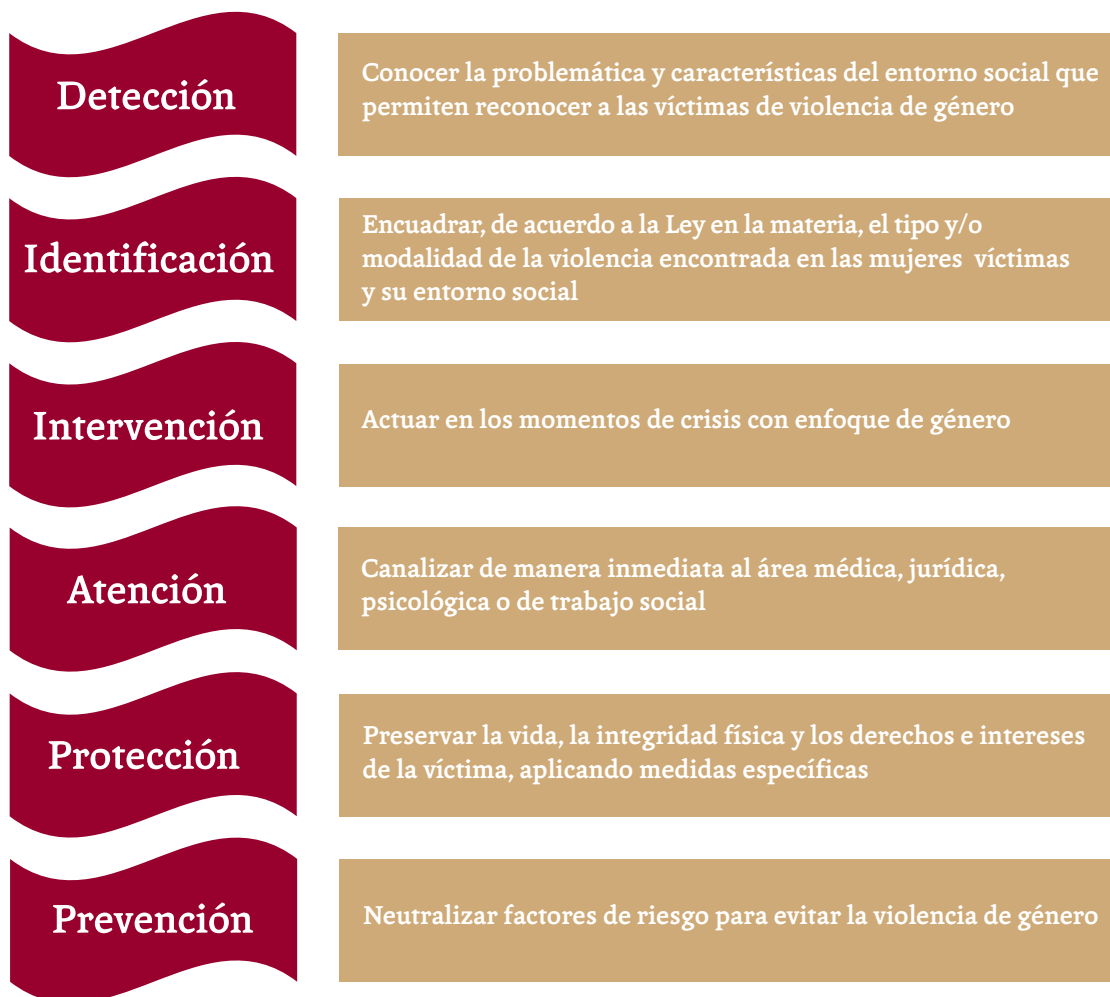 Detección
Conocer la problemática y características del entorno social que
permiten reconocer a las víctimas de violencia de género
Identificación
Encuadrar, de acuerdo a la Ley en la materia, el tipo y/o
modalidad de la violencia encontrada en las mujeres víctimas
y su entorno social
Intervención
Actuar en los momentos de crisis con enfoque de género
Atención
Canalizar de manera inmediata al área médica, jurídica,
psicológica o de trabajo social
Protección
Preservar la vida, la integridad física y los derechos e intereses
de la víctima, aplicando medidas específicas
Prevención
Neutralizar factores de riesgo para evitar la violencia de género